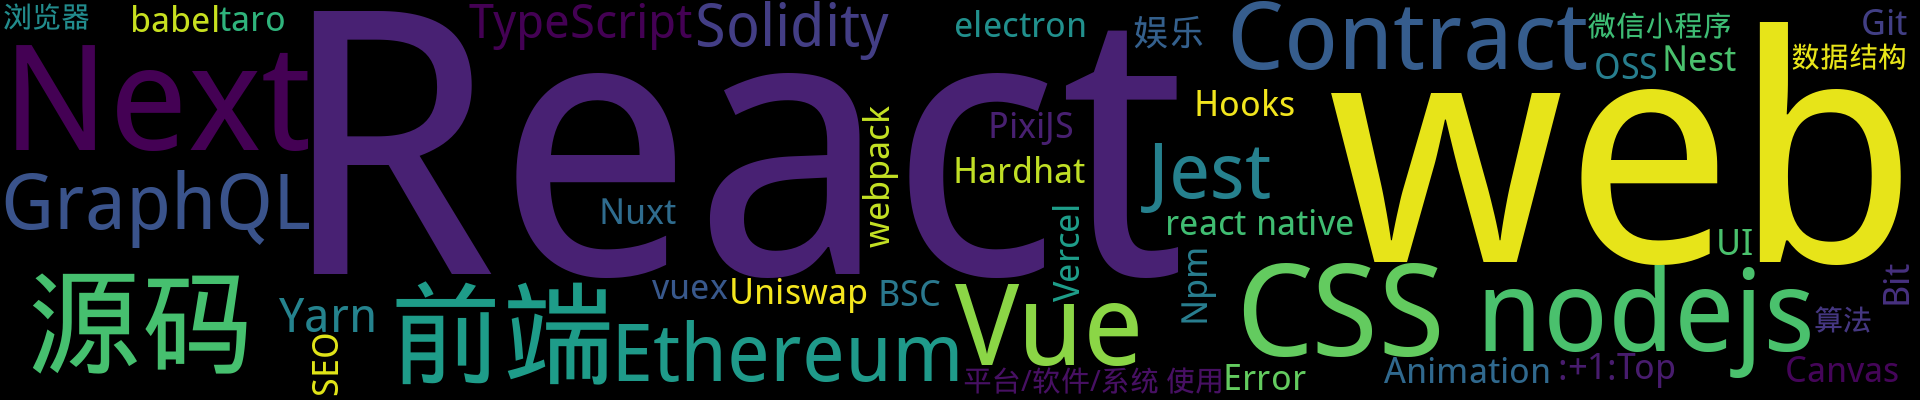 浏览器
babel
taro
TypeScript
Solidity
electron
娱乐
Contract
微信小程序
Git
OSS
Nest
数据结构
Next
React
web
Hooks
PixiJS
webpack
Hardhat
Jest
GraphQL
Nuxt
Vercel
react native
UI
Npm
源码
Yarn
前端
vuex
Uniswap
BSC
Vue
CSS
nodejs
Bit
算法
SEO
Ethereum
平台/软件/系统 使用
Error
Animation
:+1:Top
Canvas